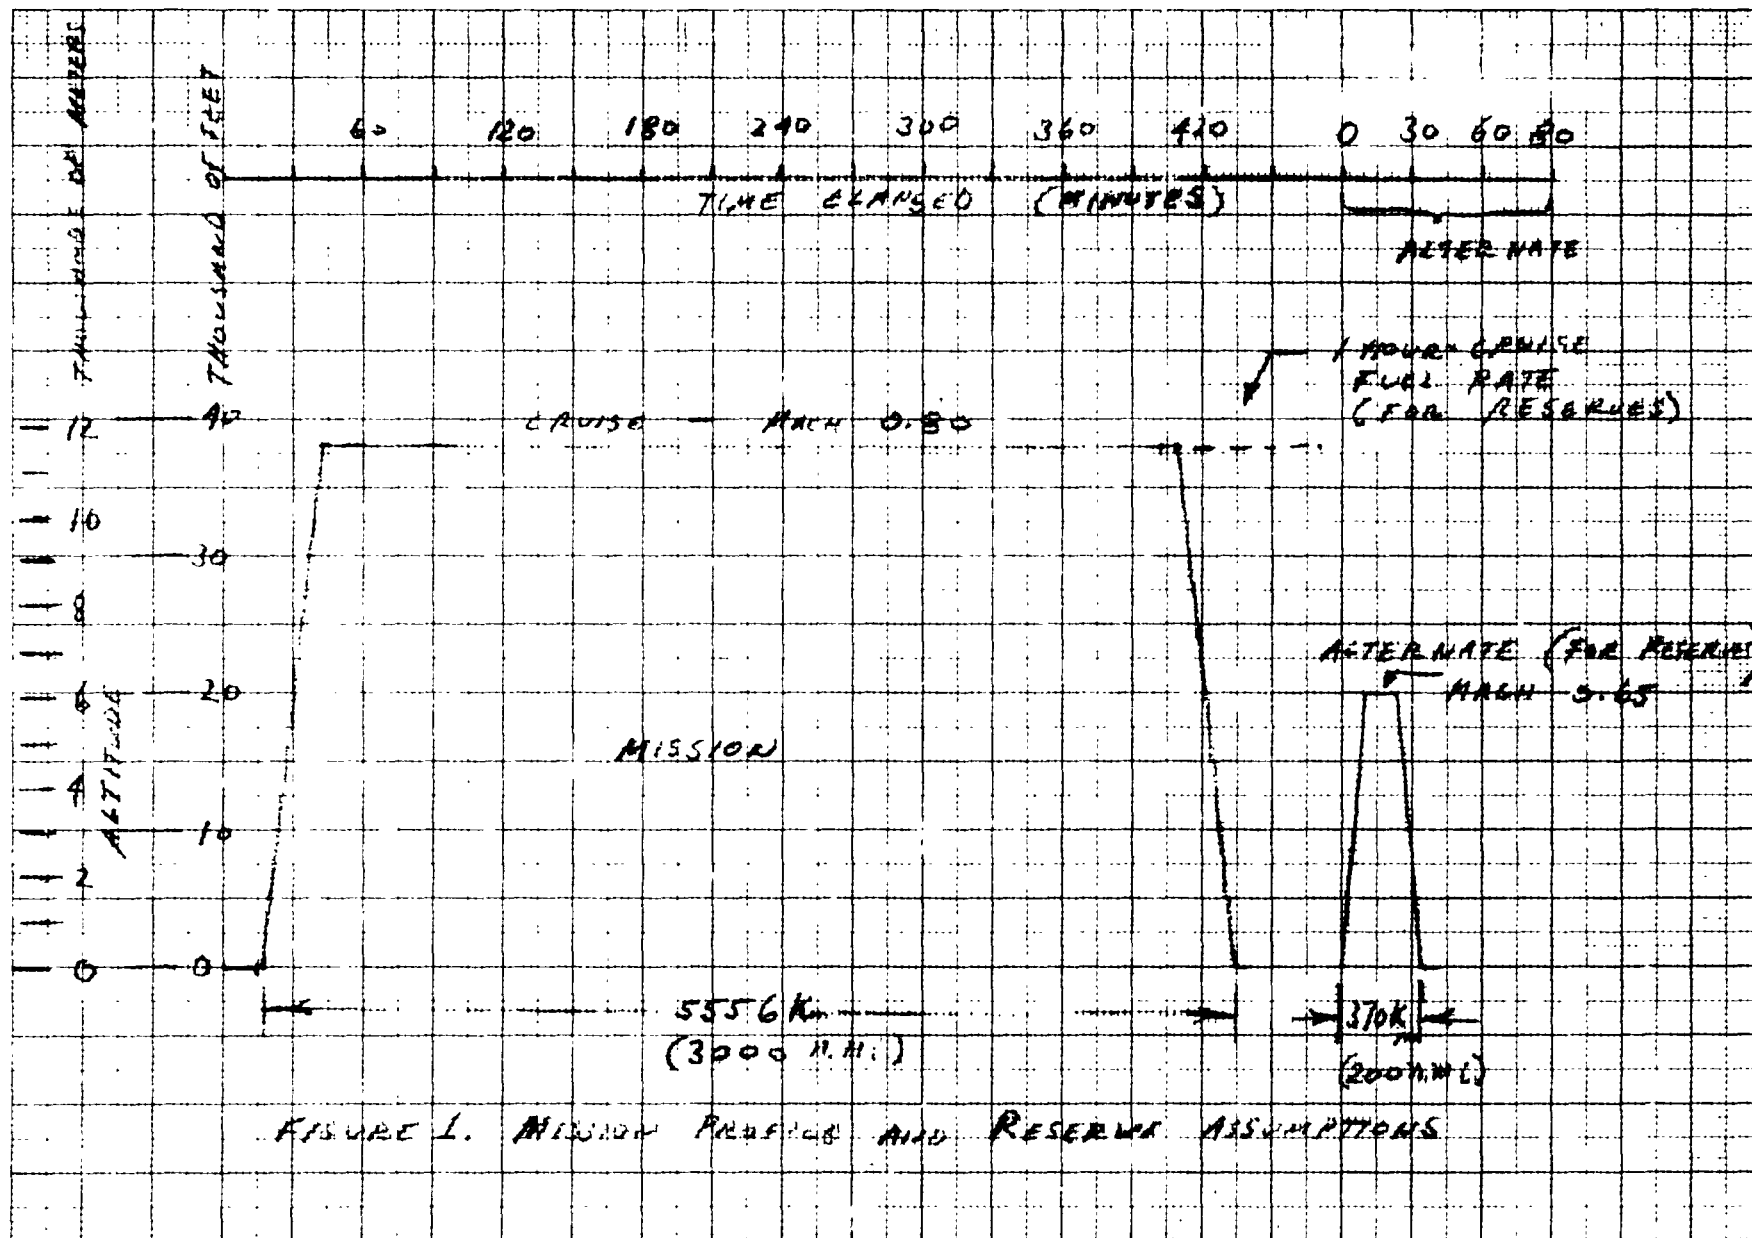 THOUSANDS OF METERS
THOUSAND OF FEET
60 120 180 240 300 360 420 0 30 60 80
TIME ELAPSED (MINUTES)
ALTERNATE
1 HOUR CRUISE
FUEL RATE
(FOR RESERVES)
12 40
CRUISE — MACH 0.80
10
30
8
ALTERNATE (FOR RESERVES)
MACH 0.65
6 20
MISSION
4
ALTITUDE
10
2
0 0
5556 Km
(3000 N.M.)
370 Km
(200 n.mi)
FIGURE 1. MISSION PROFILE AND RESERVE ASSUMPTIONS